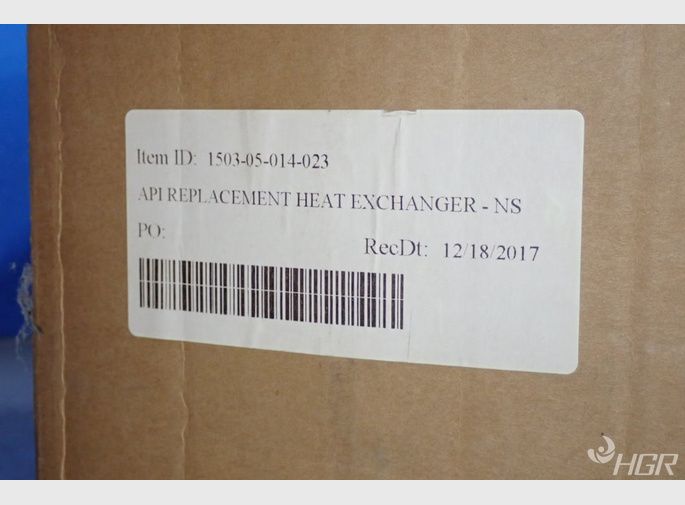 Item ID: 1503-05-014-023
API REPLACEMENT HEAT EXCHANGER - NS
PO:
RecDt: 12/18/2017
HGR